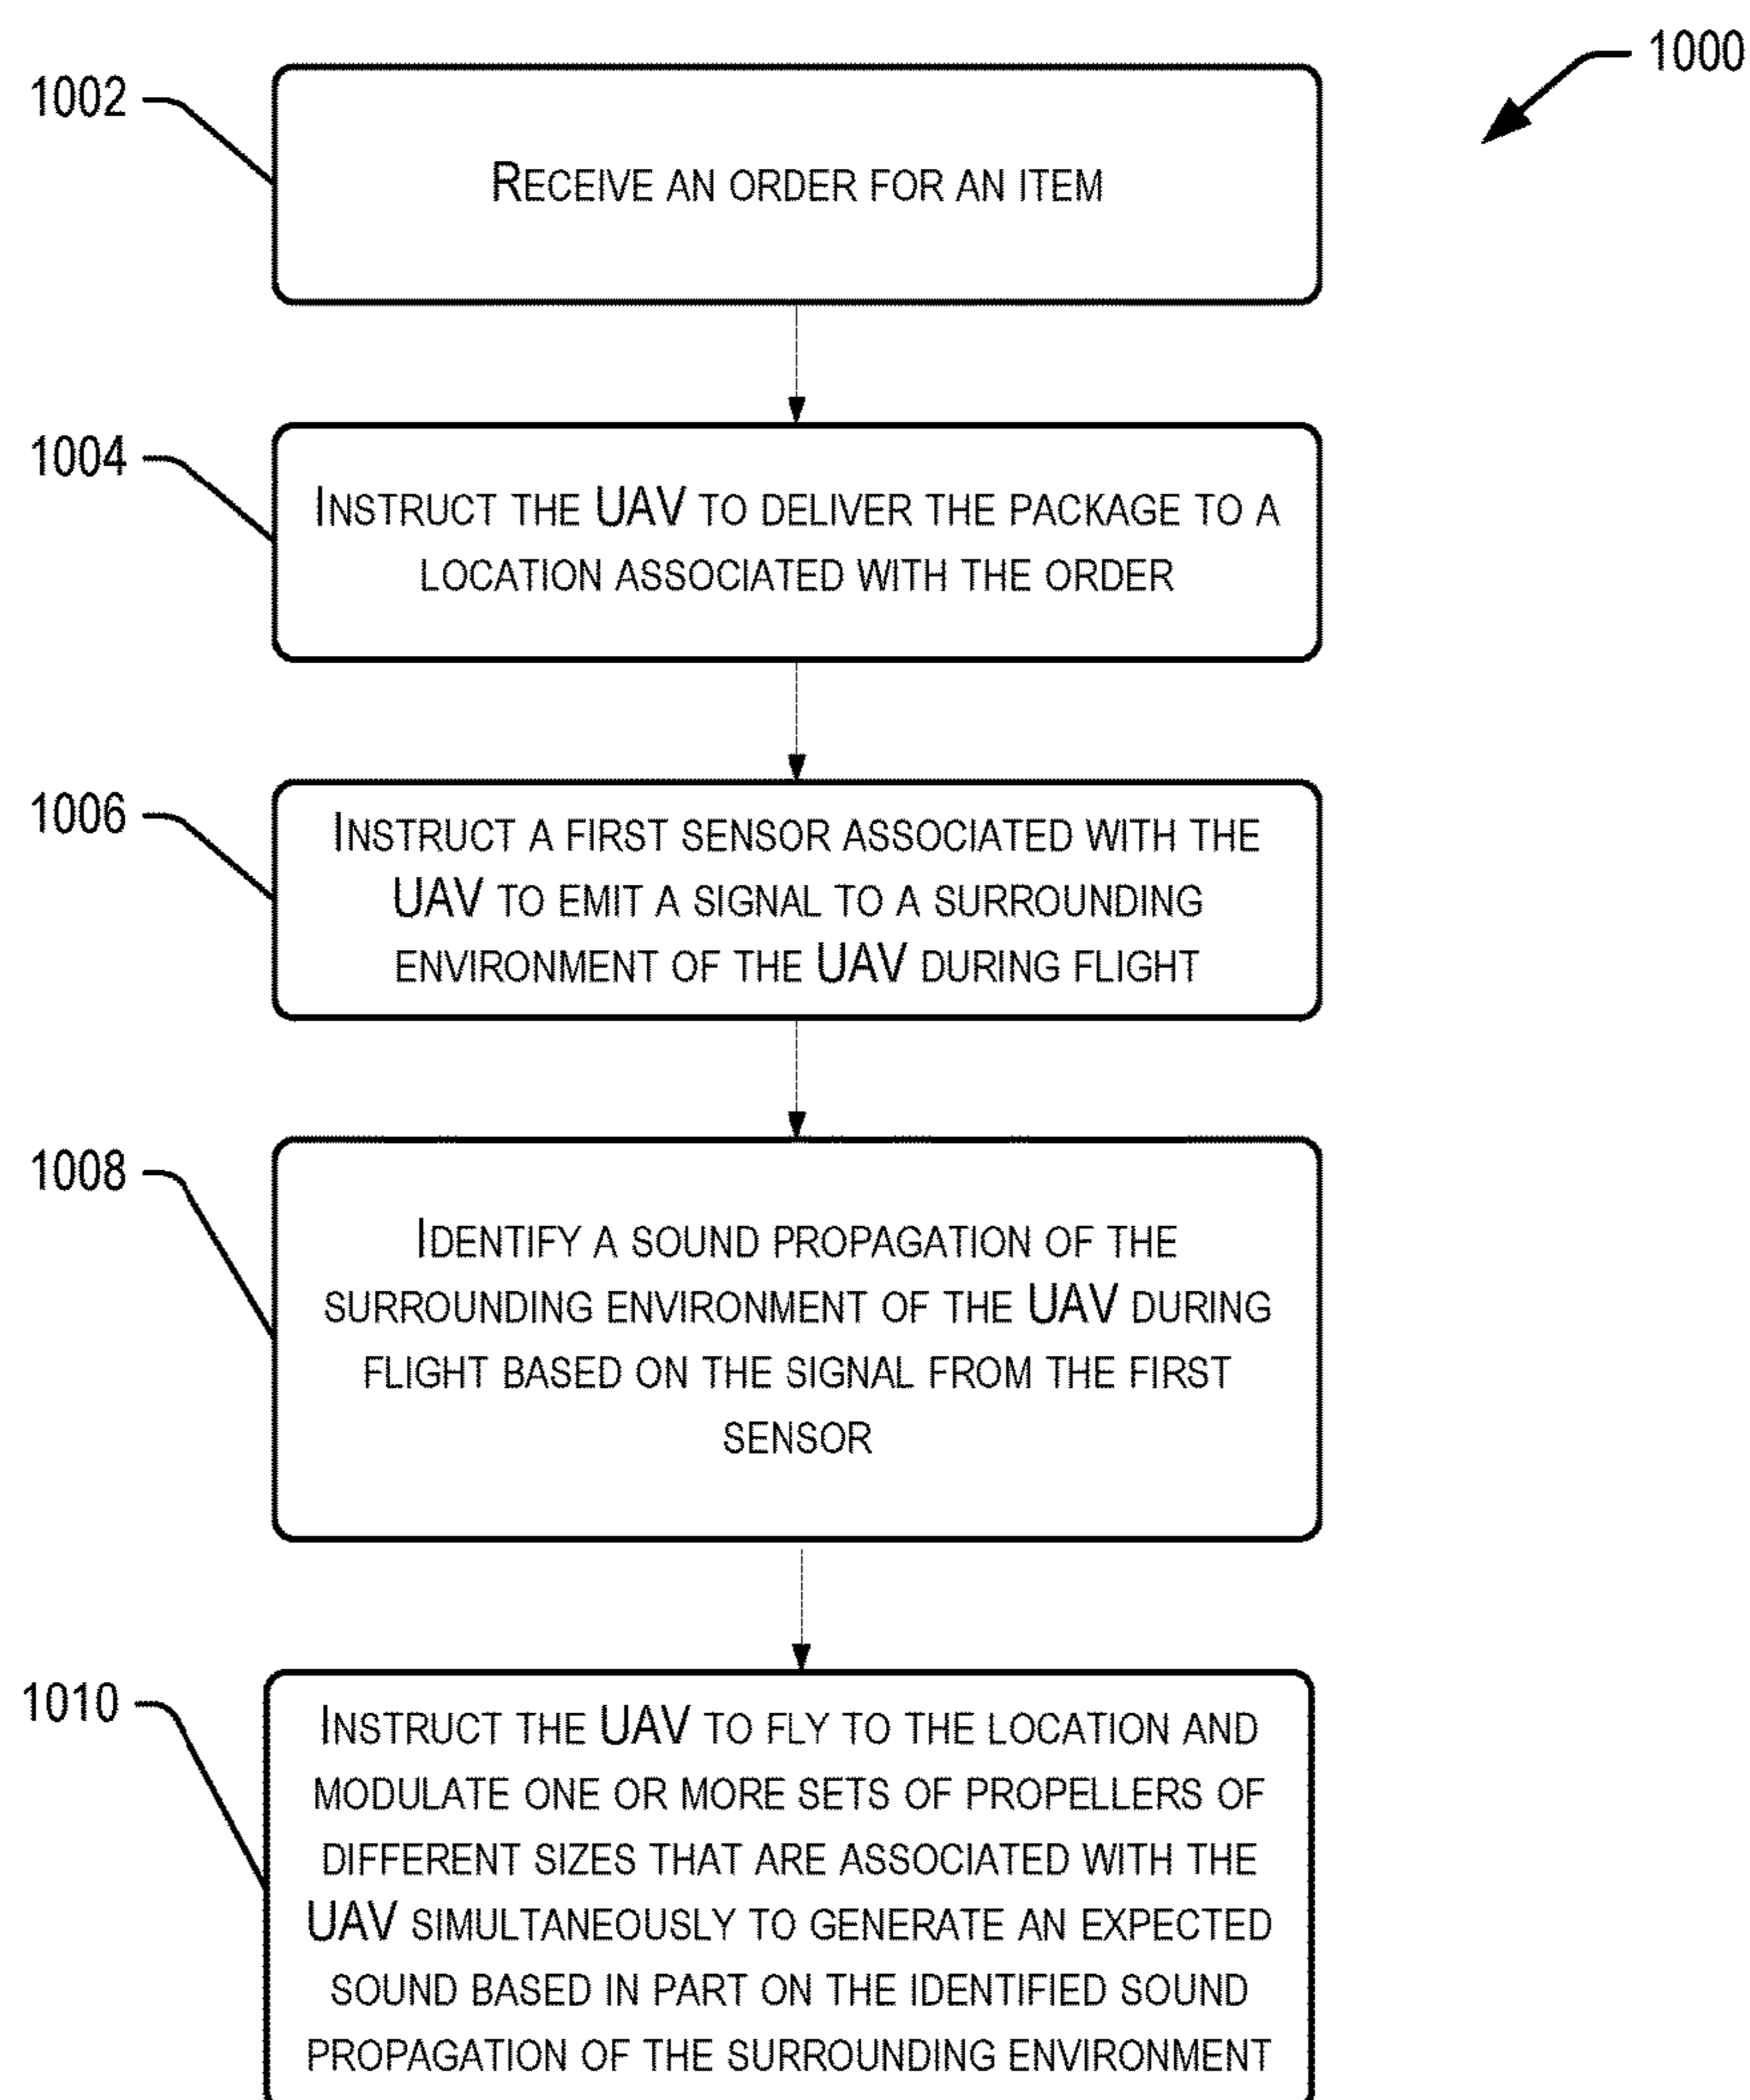 1000
1002
RECEIVE AN ORDER FOR AN ITEM
1004
INSTRUCT THE UAV TO DELIVER THE PACKAGE TO A
LOCATION ASSOCIATED WITH THE ORDER
1006
INSTRUCT A FIRST SENSOR ASSOCIATED WITH THE
UAV TO EMIT A SIGNAL TO A SURROUNDING
ENVIRONMENT OF THE UAV DURING FLIGHT
1008
IDENTIFY A SOUND PROPAGATION OF THE
SURROUNDING ENVIRONMENT OF THE UAV DURING
FLIGHT BASED ON THE SIGNAL FROM THE FIRST
SENSOR
1010
INSTRUCT THE UAV TO FLY TO THE LOCATION AND
MODULATE ONE OR MORE SETS OF PROPELLERS OF
DIFFERENT SIZES THAT ARE ASSOCIATED WITH THE
UAV SIMULTANEOUSLY TO GENERATE AN EXPECTED
SOUND BASED IN PART ON THE IDENTIFIED SOUND
PROPAGATION OF THE SURROUNDING ENVIRONMENT